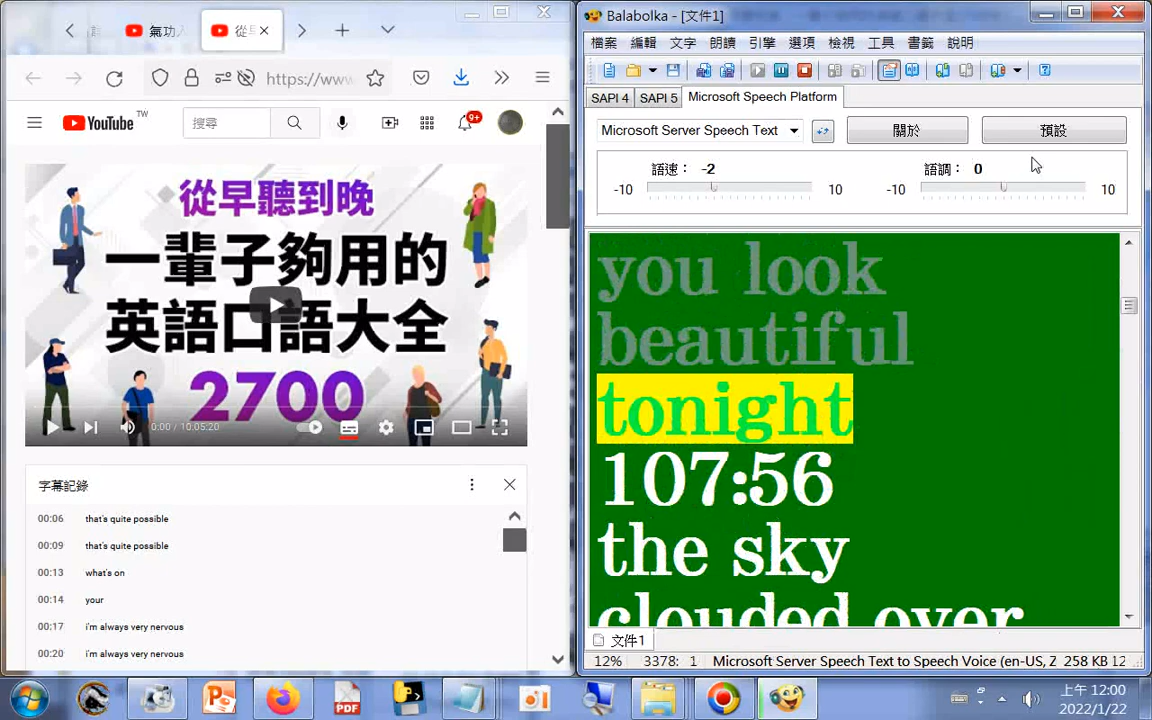 氣功
從
https://www
YouTube TW
搜尋
9+
從早聽到晚
一輩子夠用的
英語口語大全
2700
0:00 / 10:05:20
字幕記錄
00:06 that's quite possible
00:09 that's quite possible
00:13 what's on
00:14 your
00:17 i'm always very nervous
00:20 i'm always very nervous
Balabolka - [文件1]
檔案 編輯 文字 朗讀 引擎 選項 檢視 工具 書籤 說明
SAPI 4 SAPI 5 Microsoft Speech Platform
Microsoft Server Speech Text 關於 預設
語速： -2 語調： 0
-10 10 -10 10
you look
beautiful
tonight
107:56
the sky
clouded over
文件1
12% 3378: 1 Microsoft Server Speech Text to Speech Voice (en-US, Z 258 KB 12
PDF
上午 12:00
2022/1/22